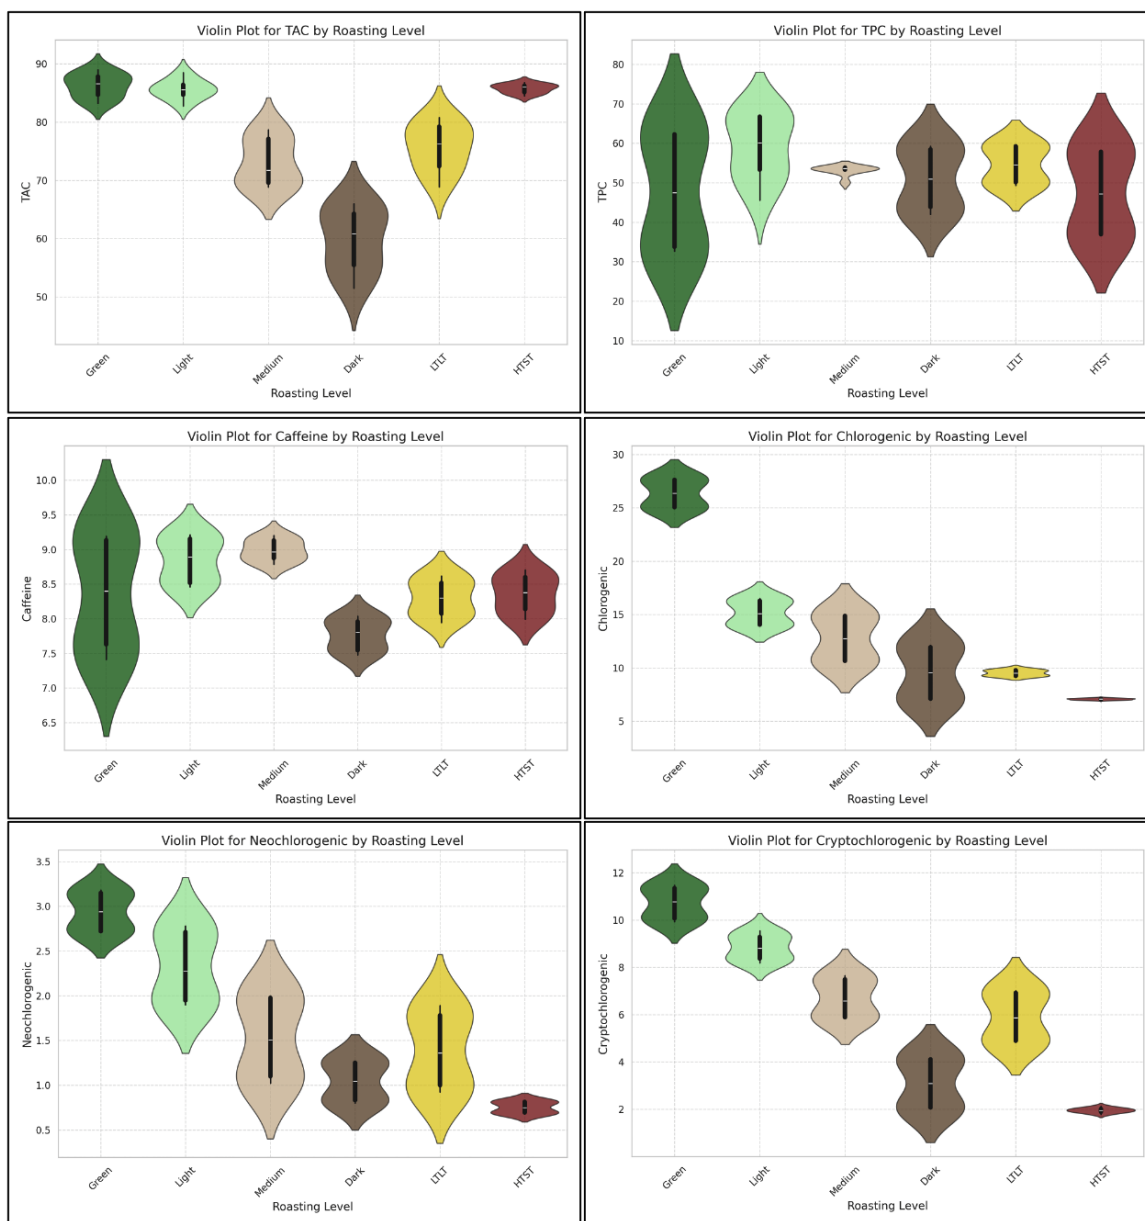 Violin Plot for TAC by Roasting Level
90
80
70
60
50
TAC
Green
Light
Medium
Dark
LTLT
HTST
Roasting Level
Violin Plot for TPC by Roasting Level
80
70
60
50
40
30
20
10
TPC
Green
Light
Medium
Dark
LTLT
HTST
Roasting Level
Violin Plot for Caffeine by Roasting Level
10.0
9.5
9.0
8.5
8.0
7.5
7.0
6.5
Caffeine
Green
Light
Medium
Dark
LTLT
HTST
Roasting Level
Violin Plot for Chlorogenic by Roasting Level
30
25
20
15
10
5
Chlorogenic
Green
Light
Medium
Dark
LTLT
HTST
Roasting Level
Violin Plot for Neochlorogenic by Roasting Level
3.5
3.0
2.5
2.0
1.5
1.0
0.5
Neochlorogenic
Green
Light
Medium
Dark
LTLT
HTST
Roasting Level
Violin Plot for Cryptochlorogenic by Roasting Level
12
10
8
6
4
2
Cryptochlorogenic
Green
Light
Medium
Dark
LTLT
HTST
Roasting Level